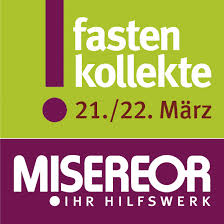 ! fasten
kollekte
21./22. März
MISEREOR
•IHR HILFSWERK